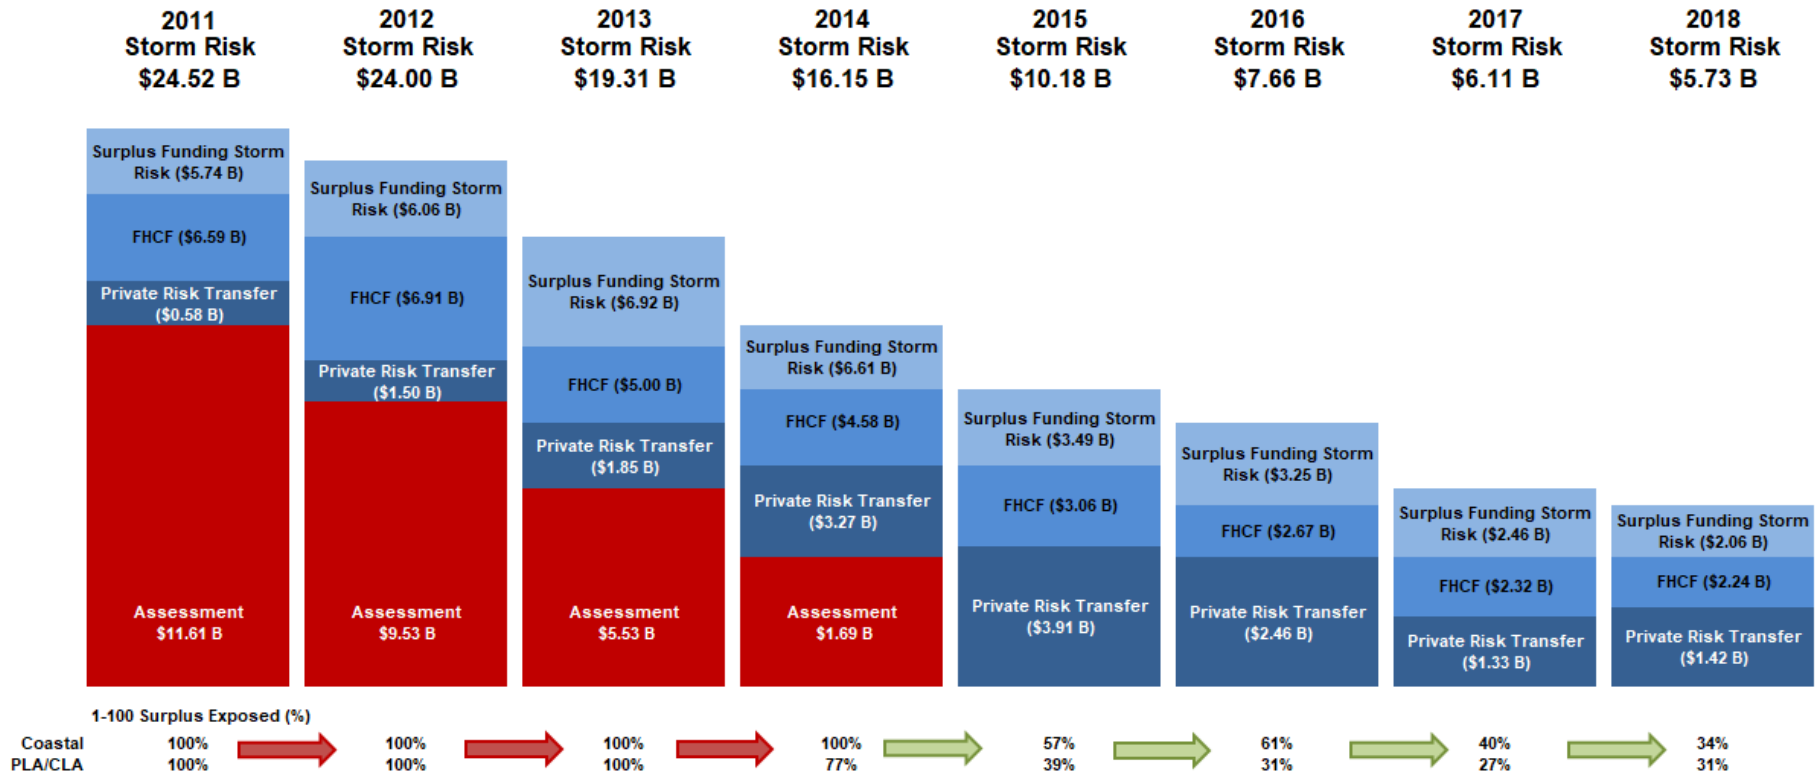 2011
Storm Risk
$24.52 B
2012
Storm Risk
$24.00 B
2013
Storm Risk
$19.31 B
2014
Storm Risk
$16.15 B
2015
Storm Risk
$10.18 B
2016
Storm Risk
$7.66 B
2017
Storm Risk
$6.11 B
2018
Storm Risk
$5.73 B
Surplus Funding Storm
Risk ($5.74 B)
FHCF ($6.59 B)
Private Risk Transfer
($0.58 B)
Assessment
$11.61 B
Surplus Funding Storm
Risk ($6.06 B)
FHCF ($6.91 B)
Private Risk Transfer
($1.50 B)
Assessment
$9.53 B
Surplus Funding Storm
Risk ($6.92 B)
FHCF ($5.00 B)
Private Risk Transfer
($1.85 B)
Assessment
$5.53 B
Surplus Funding Storm
Risk ($6.61 B)
FHCF ($4.58 B)
Private Risk Transfer
($3.27 B)
Assessment
$1.69 B
Surplus Funding Storm
Risk ($3.49 B)
FHCF ($3.06 B)
Private Risk Transfer
($3.91 B)
Surplus Funding Storm
Risk ($3.25 B)
FHCF ($2.67 B)
Private Risk Transfer
($2.46 B)
Surplus Funding Storm
Risk ($2.46 B)
FHCF ($2.32 B)
Private Risk Transfer
($1.33 B)
Surplus Funding Storm
Risk ($2.06 B)
FHCF ($2.24 B)
Private Risk Transfer
($1.42 B)
1-100 Surplus Exposed (%)
Coastal 100% 100% 100% 100% 57% 61% 40% 34%
PLA/CLA 100% 100% 100% 77% 39% 31% 27% 31%